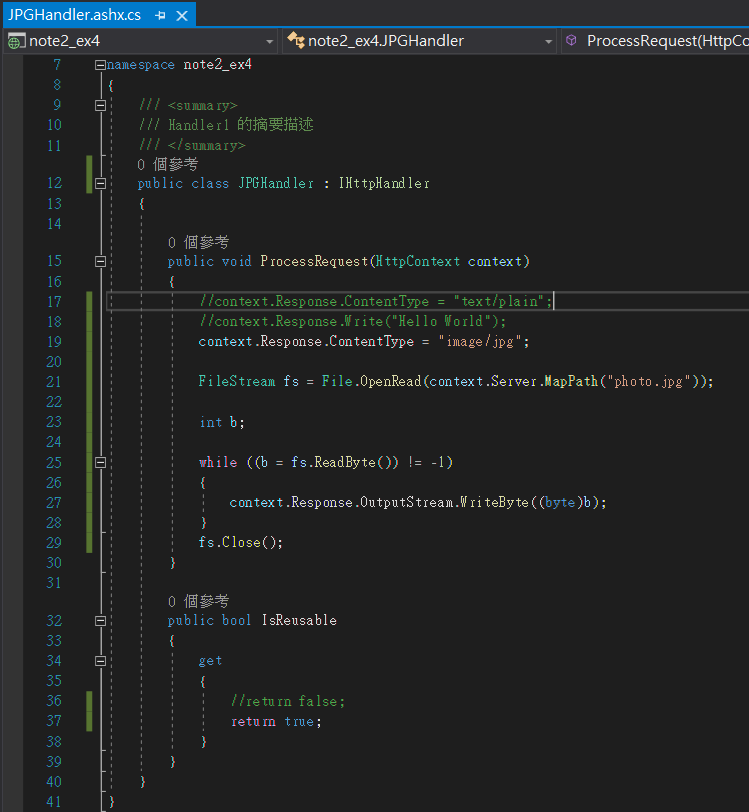 JPGHandler.ashx.cs
note2_ex4
note2_ex4.JPGHandler
ProcessRequest(HttpCo
7 namespace note2_ex4
8 {
9 /// <summary>
10 /// Handler1 的摘要描述
11 /// </summary>
0 個參考
12 public class JPGHandler : IHttpHandler
13 {
14
0 個參考
15 public void ProcessRequest(HttpContext context)
16 {
17 //context.Response.ContentType = "text/plain";
18 //context.Response.Write("Hello World");
19 context.Response.ContentType = "image/jpg";
20
21 FileStream fs = File.OpenRead(context.Server.MapPath("photo.jpg"));
22
23 int b;
24
25 while ((b = fs.ReadByte()) != -1)
26 {
27 context.Response.OutputStream.WriteByte((byte)b);
28 }
29 fs.Close();
30 }
31
0 個參考
32 public bool IsReusable
33 {
34 get
35 {
36 //return false;
37 return true;
38 }
39 }
40 }
41 }